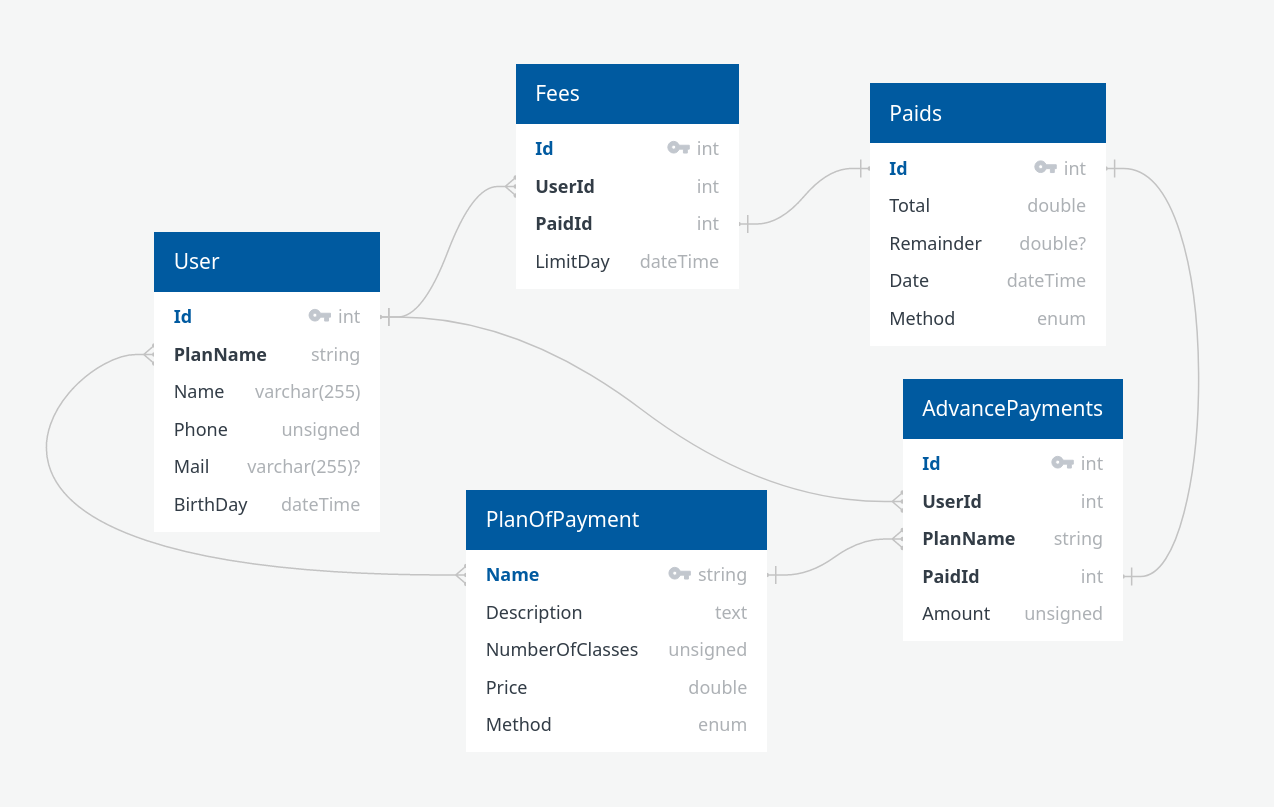 Fees
Id int
UserId int
PaidId int
LimitDay dateTime
Paids
Id int
Total double
Remainder double?
Date dateTime
Method enum
User
Id int
PlanName string
Name varchar(255)
Phone unsigned
Mail varchar(255)?
BirthDay dateTime
AdvancePayments
Id int
UserId int
PlanName string
PaidId int
Amount unsigned
PlanOfPayment
Name string
Description text
NumberOfClasses unsigned
Price double
Method enum